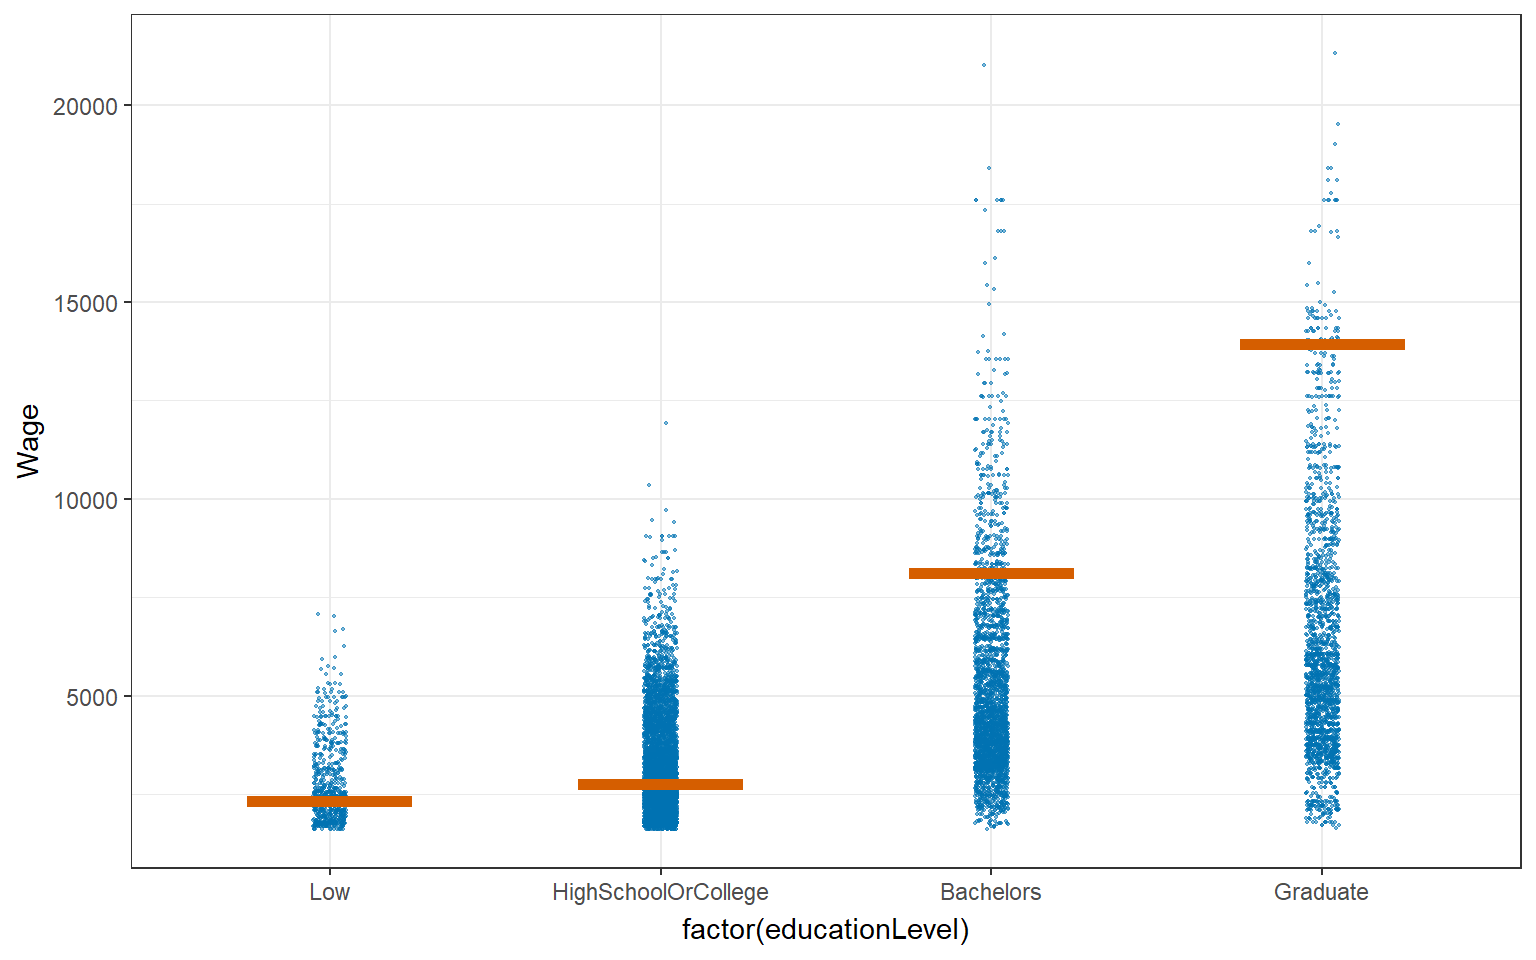 Wage
20000
15000
10000
5000
Low
HighSchoolOrCollege
Bachelors
Graduate
factor(educationLevel)